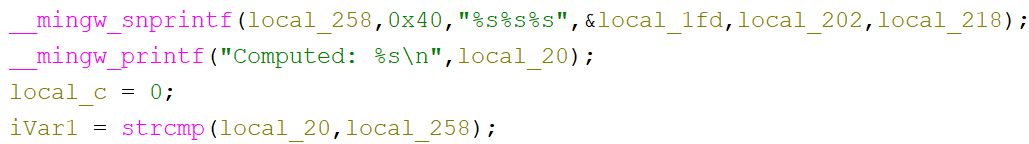 __mingw_snprintf(local_258,0x40,"%s%s%s",&local_1fd,local_202,local_218);
__mingw_printf("Computed: %s\n",local_20);
local_c = 0;
iVar1 = strcmp(local_20,local_258);